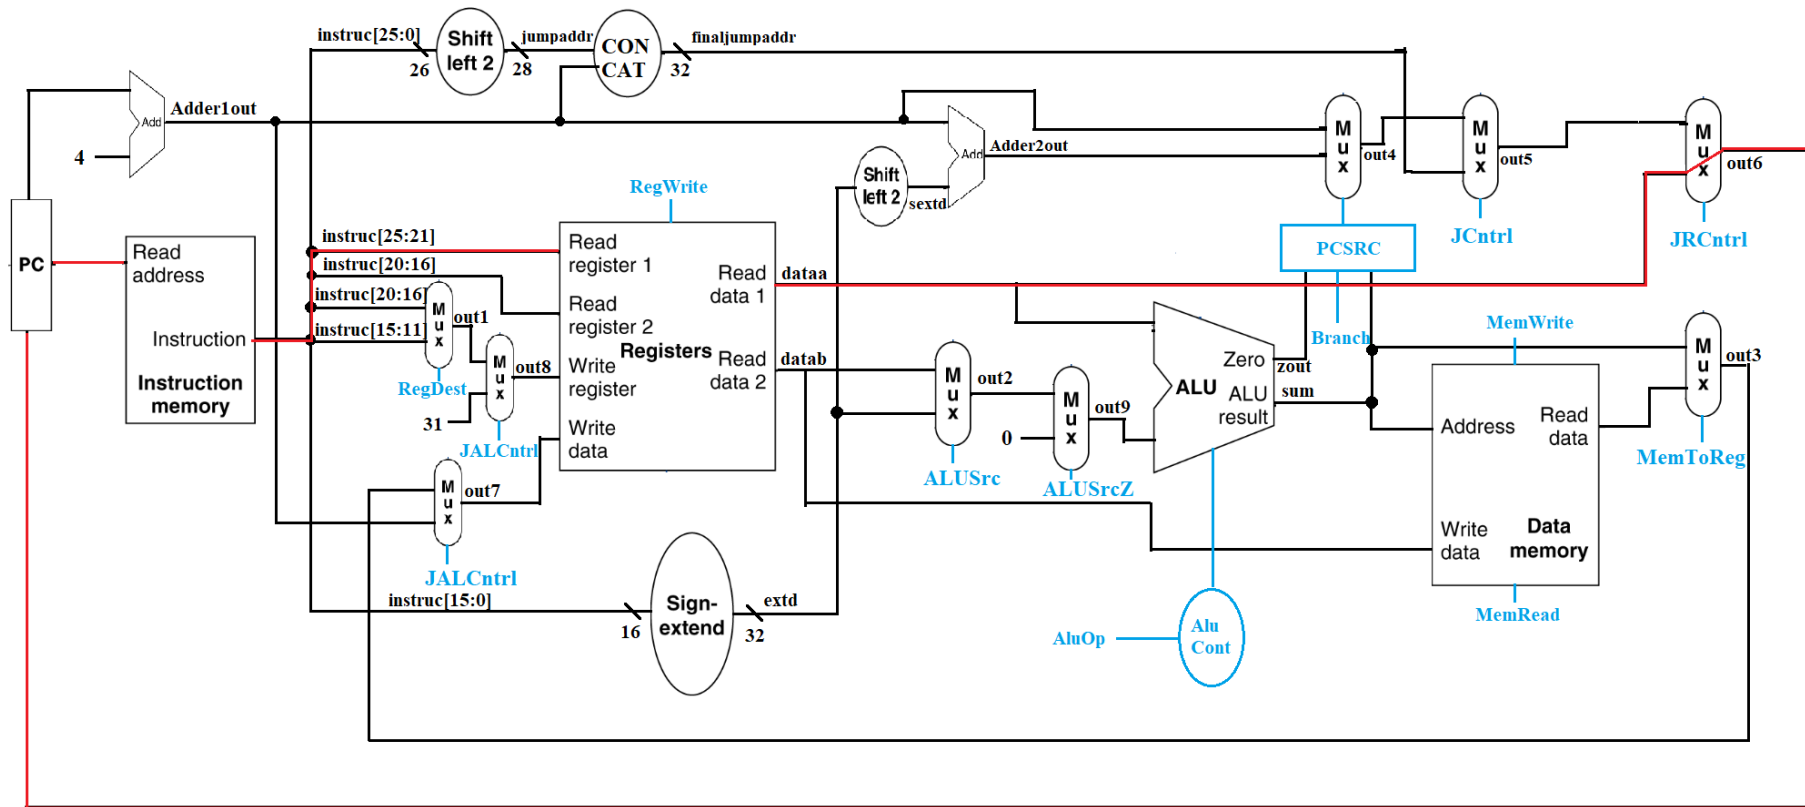 instruc[25:0]
26
Shift
left 2
jumpaddr
28
CON
CAT
32
finaljumpaddr
Adder1out
Add
4
PC
Read
address
Instruction
Instruction
memory
instruc[25:21]
instruc[20:16]
instruc[20:16]
instruc[15:11]
M
u
x
out1
RegDest
M
u
x
out8
31
JALCntrl
M
u
x
out7
JALCntrl
RegWrite
Read
register 1
Read
register 2
Write
register
Write
data
Registers
Read
data 1
Read
data 2
dataa
datab
instruc[15:0]
16
Sign-
extend
extd
32
Shift
left 2
sextd
Add
Adder2out
M
u
x
out2
ALUSrc
0
M
u
x
out9
ALUSrcZ
ALU
Zero
ALU
result
zout
sum
AluOp
Alu
Cont
M
u
x
out4
PCSRC
Branch
M
u
x
out5
JCntrl
M
u
x
out6
JRCntrl
MemWrite
Address
Read
data
Write
data
Data
memory
MemRead
M
u
x
out3
MemToReg